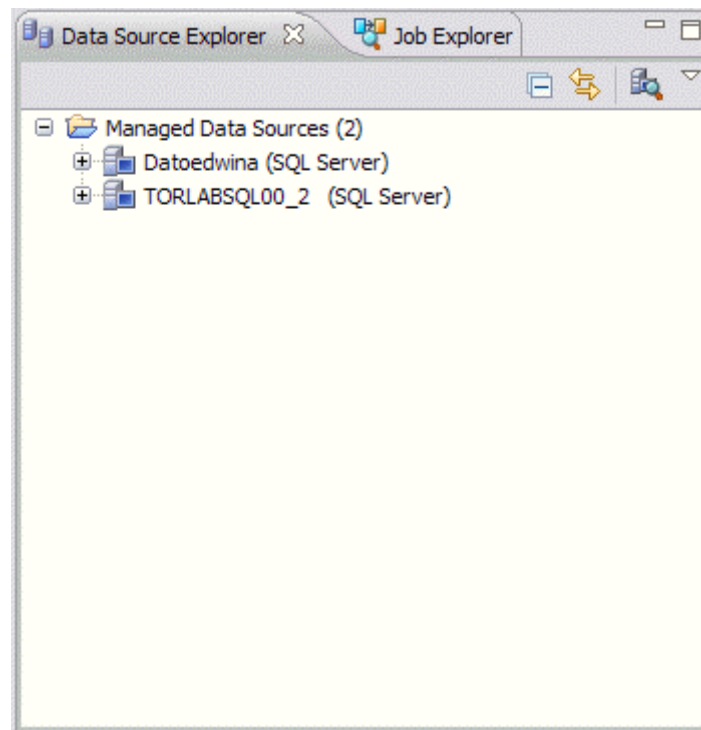 Data Source Explorer Job Explorer
Managed Data Sources (2)
Datoedwina (SQL Server)
TORLABSQL00_2 (SQL Server)